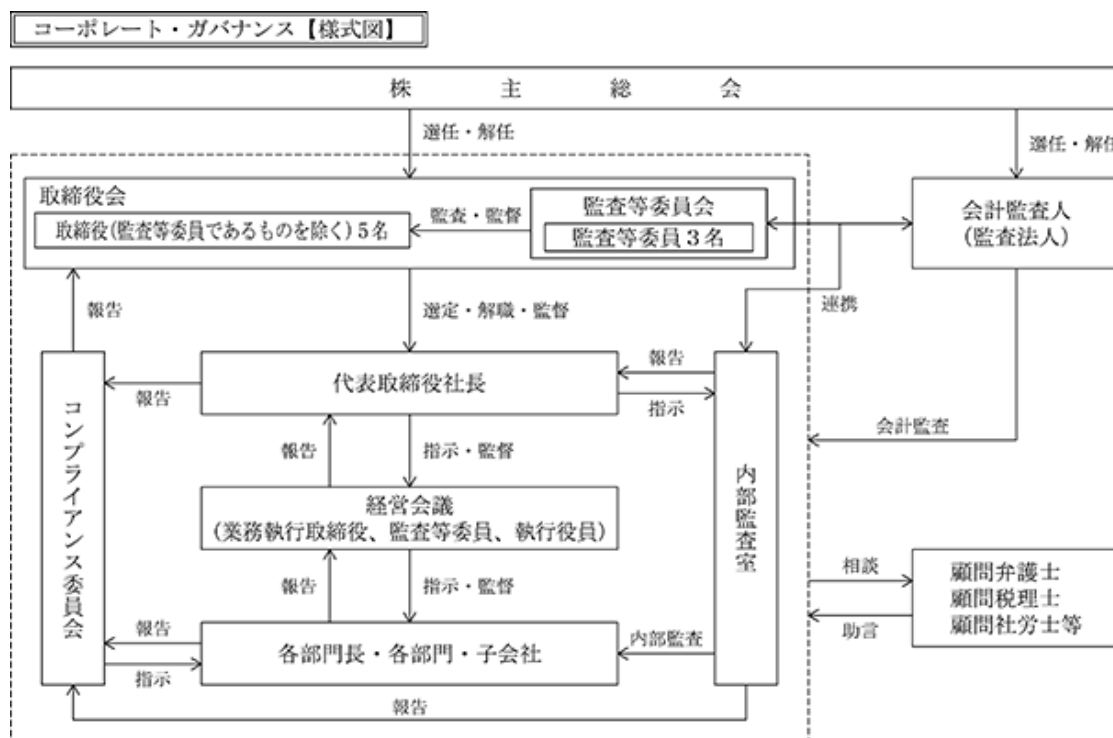 コーポレート・ガバナンス【様式図】
株主総会
選任・解任
選任・解任
取締役会
取締役(監査等委員であるものを除く)5名
監査・監督
監査等委員会
監査等委員3名
会計監査人
(監査法人)
報告
選定・解職・監督
連携
代表取締役社長
報告
報告
指示
コンプライアンス委員会
内部監査室
会計監査
報告
指示・監督
経営会議
(業務執行取締役、監査等委員、執行役員)
報告
指示・監督
相談
助言
顧問弁護士
顧問税理士
顧問社労士等
報告
指示
各部門長・各部門・子会社
内部監査
報告